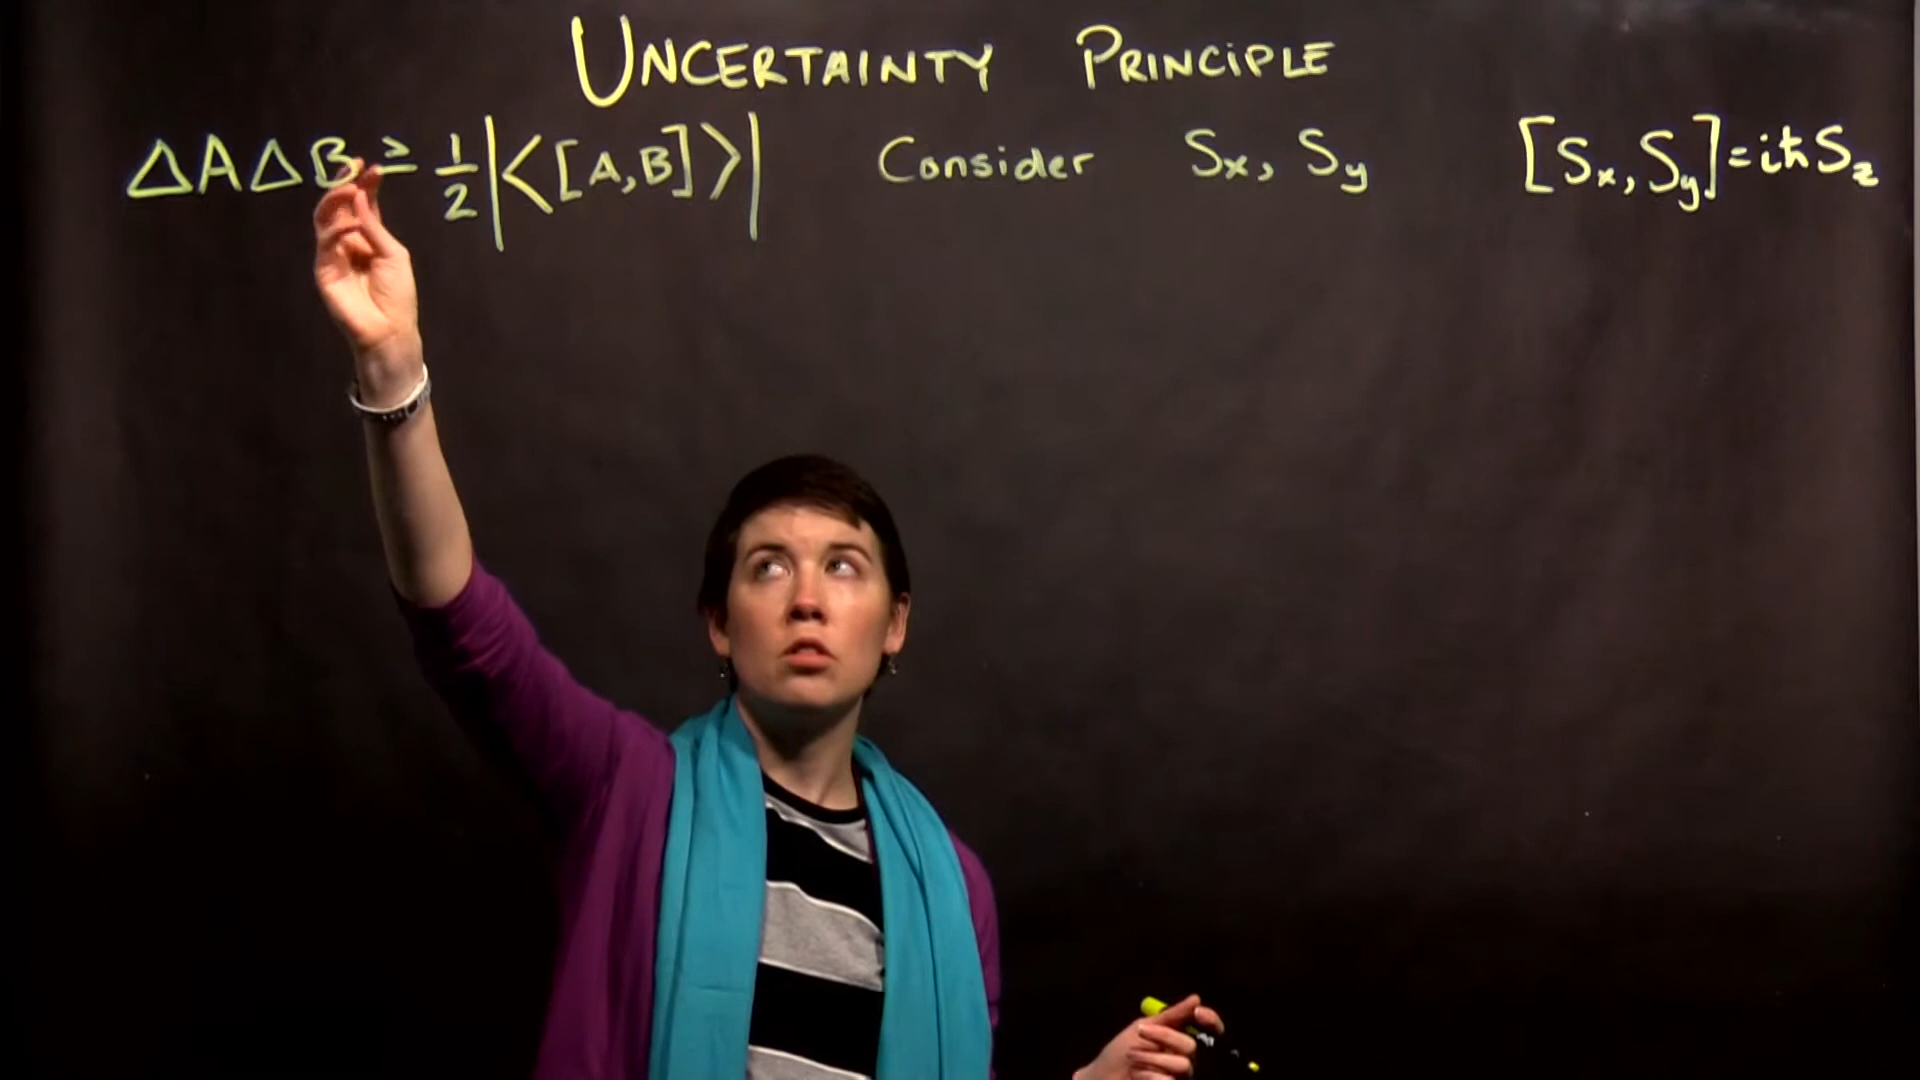 UNCERTAINTY PRINCIPLE
ΔAΔB ≥ 1/2 |<[A,B]>| Consider Sx, Sy [Sx, Sy] = iħSz